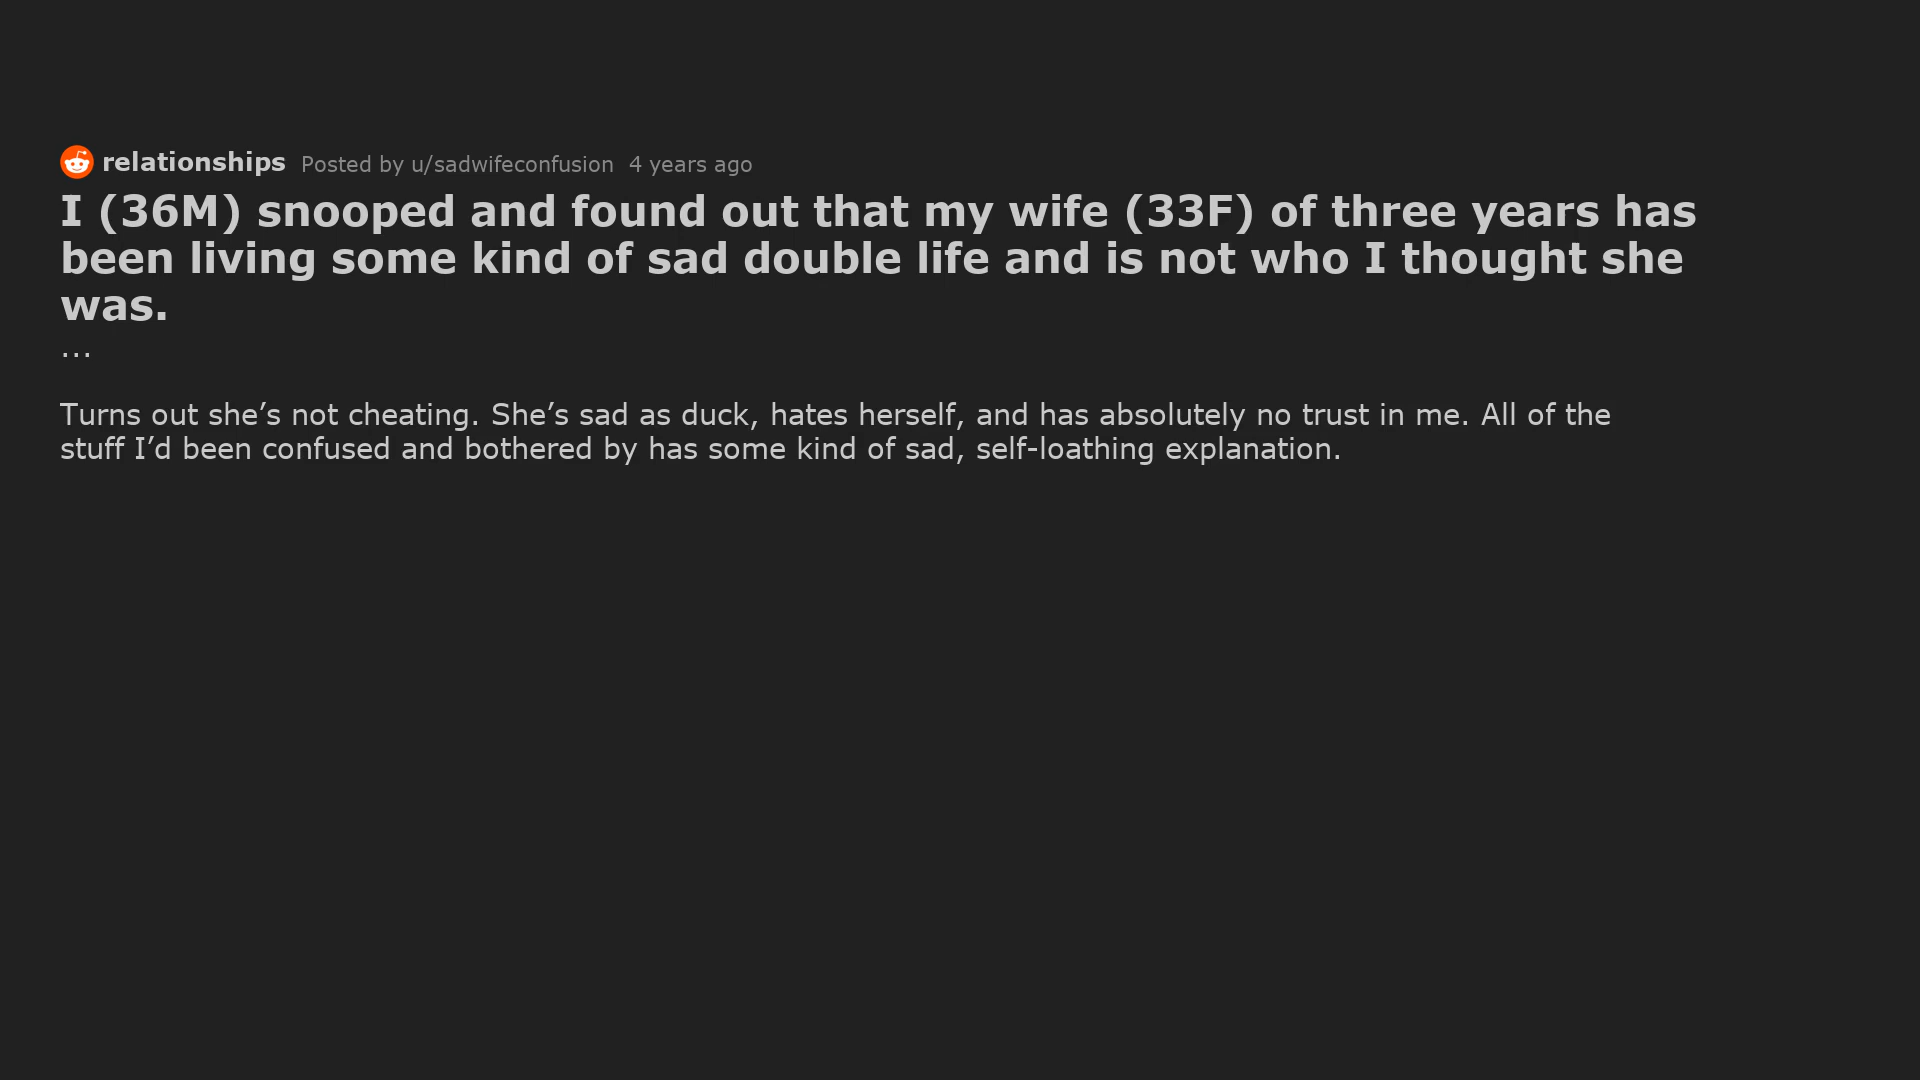 relationships Posted by u/sadwifeconfusion 4 years ago
I (36M) snooped and found out that my wife (33F) of three years has
been living some kind of sad double life and is not who I thought she
was.
...
Turns out she’s not cheating. She’s sad as duck, hates herself, and has absolutely no trust in me. All of the
stuff I’d been confused and bothered by has some kind of sad, self-loathing explanation.